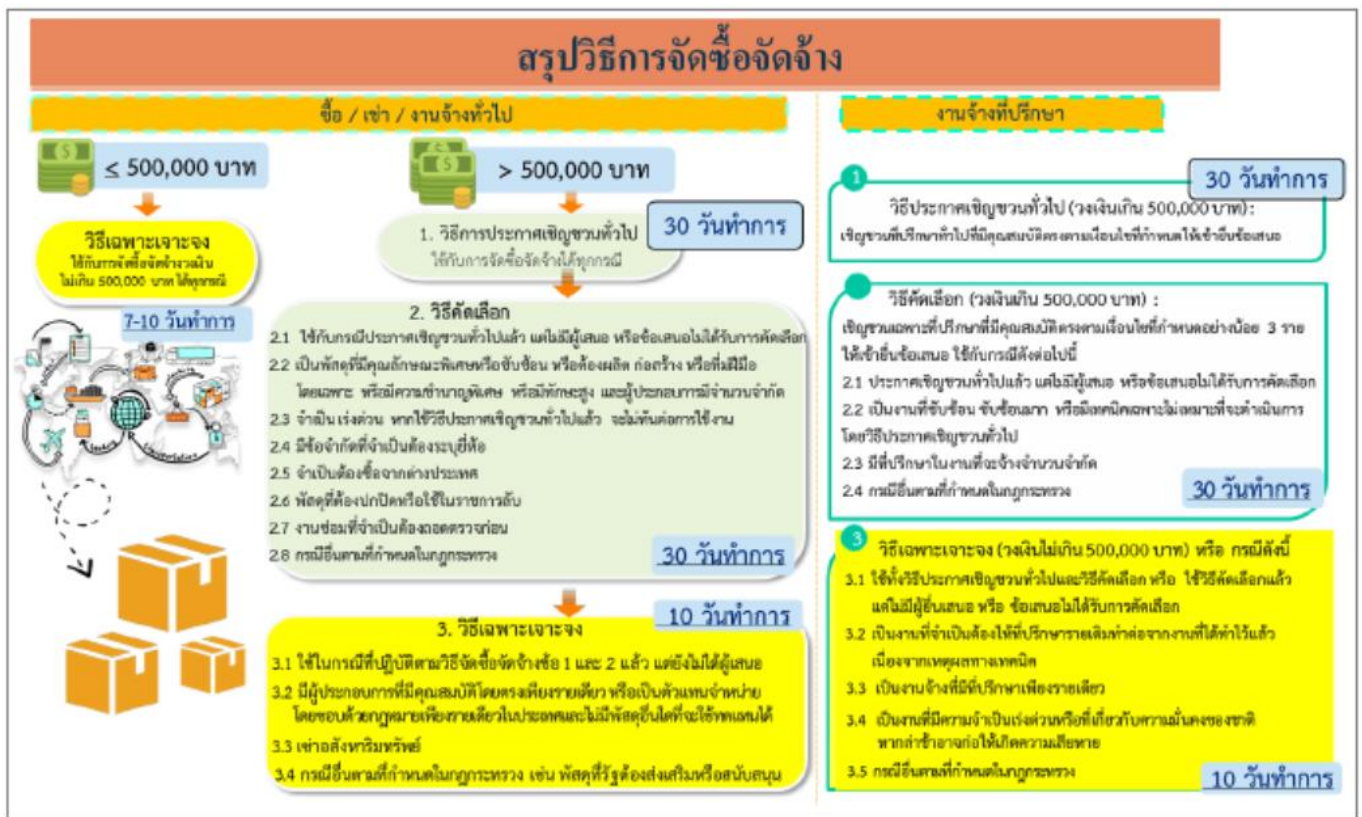 สรุปวิธีการจัดซื้อจัดจ้าง
ซื้อ / เช่า / งานจ้างทั่วไป
≤ 500,000 บาท
วิธีเฉพาะเจาะจง
ใช้กับการจัดซื้อจัดจ้างวงเงิน
ไม่เกิน 500,000 บาท ได้ทุกกรณี
7-10 วันทำการ
> 500,000 บาท
1. วิธีการประกาศเชิญชวนทั่วไป
ใช้กับการจัดซื้อจัดจ้างได้ทุกกรณี
30 วันทำการ
2. วิธีคัดเลือก
2.1 ใช้กับกรณีประกาศเชิญชวนทั่วไปแล้ว แต่ไม่มีผู้เสนอ หรือข้อเสนอไม่ได้รับการคัดเลือก
2.2 เป็นพัสดุที่มีคุณลักษณะพิเศษหรือซับซ้อน หรือต้องผลิต ก่อสร้าง หรือที่มีฝีมือ
โดยเฉพาะ หรือมีความชำนาญพิเศษ หรือมีทักษะสูง และผู้ประกอบการมีจำนวนจำกัด
2.3 จำเป็นเร่งด่วน หากใช้วิธีประกาศเชิญชวนทั่วไปแล้ว จะไม่ทันต่อการใช้งาน
2.4 มีข้อจำกัดที่จำเป็นต้องระบุยี่ห้อ
2.5 จำเป็นต้องซื้อจากต่างประเทศ
2.6 พัสดุที่ต้องปกปิดหรือใช้ในราชการลับ
2.7 งานซ่อมที่จำเป็นต้องถอดตรวจก่อน
2.8 กรณีอื่นตามที่กำหนดในกฎกระทรวง
30 วันทำการ
10 วันทำการ
3. วิธีเฉพาะเจาะจง
3.1 ใช้ในกรณีที่ปฏิบัติตามวิธีจัดซื้อจัดจ้างข้อ 1 และ 2 แล้ว แต่ยังไม่ได้ผู้เสนอ
3.2 มีผู้ประกอบการที่มีคุณสมบัติโดยตรงเพียงรายเดียว หรือเป็นตัวแทนจำหน่าย
โดยชอบด้วยกฎหมายเพียงรายเดียวในประเทศและไม่มีพัสดุอื่นใดที่จะใช้ทดแทนได้
3.3 เช่าอสังหาริมทรัพย์
3.4 กรณีอื่นตามที่กำหนดในกฎกระทรวง เช่น พัสดุที่รัฐต้องส่งเสริมหรือสนับสนุน
งานจ้างที่ปรึกษา
30 วันทำการ
1
วิธีประกาศเชิญชวนทั่วไป (วงเงินเกิน 500,000 บาท) :
เชิญชวนที่ปรึกษาทั่วไปที่มีคุณสมบัติตรงตามเงื่อนไขที่กำหนดให้เข้ายื่นข้อเสนอ
วิธีคัดเลือก (วงเงินเกิน 500,000 บาท) :
เชิญชวนเฉพาะที่ปรึกษาที่มีคุณสมบัติตรงตามเงื่อนไขที่กำหนดอย่างน้อย 3 ราย
ให้เข้ายื่นข้อเสนอ ใช้กับกรณีดังต่อไปนี้
2.1 ประกาศเชิญชวนทั่วไปแล้ว แต่ไม่มีผู้เสนอ หรือข้อเสนอไม่ได้รับการคัดเลือก
2.2 เป็นงานที่ซับซ้อน ซับซ้อนมาก หรือมีเทคนิคเฉพาะไม่เหมาะที่จะดำเนินการ
โดยวิธีประกาศเชิญชวนทั่วไป
2.3 มีที่ปรึกษาในงานที่จะจ้างจำนวนจำกัด
2.4 กรณีอื่นตามที่กำหนดในกฎกระทรวง
30 วันทำการ
3
วิธีเฉพาะเจาะจง (วงเงินไม่เกิน 500,000 บาท) หรือ กรณีดังนี้
3.1 ใช้ทั้งวิธีประกาศเชิญชวนทั่วไปและวิธีคัดเลือก หรือ ใช้วิธีคัดเลือกแล้ว
แต่ไม่มีผู้ยื่นเสนอ หรือ ข้อเสนอไม่ได้รับการคัดเลือก
3.2 เป็นงานที่จำเป็นต้องให้ที่ปรึกษารายเดิมทำต่อจากงานที่ได้ทำไว้แล้ว
เนื่องจากเหตุผลทางเทคนิค
3.3 เป็นงานจ้างที่มีที่ปรึกษาเพียงรายเดียว
3.4 เป็นงานที่มีความจำเป็นเร่งด่วนหรือที่เกี่ยวกับความมั่นคงของชาติ
หากล่าช้าอาจก่อให้เกิดความเสียหาย
3.5 กรณีอื่นตามที่กำหนดในกฎกระทรวง
10 วันทำการ